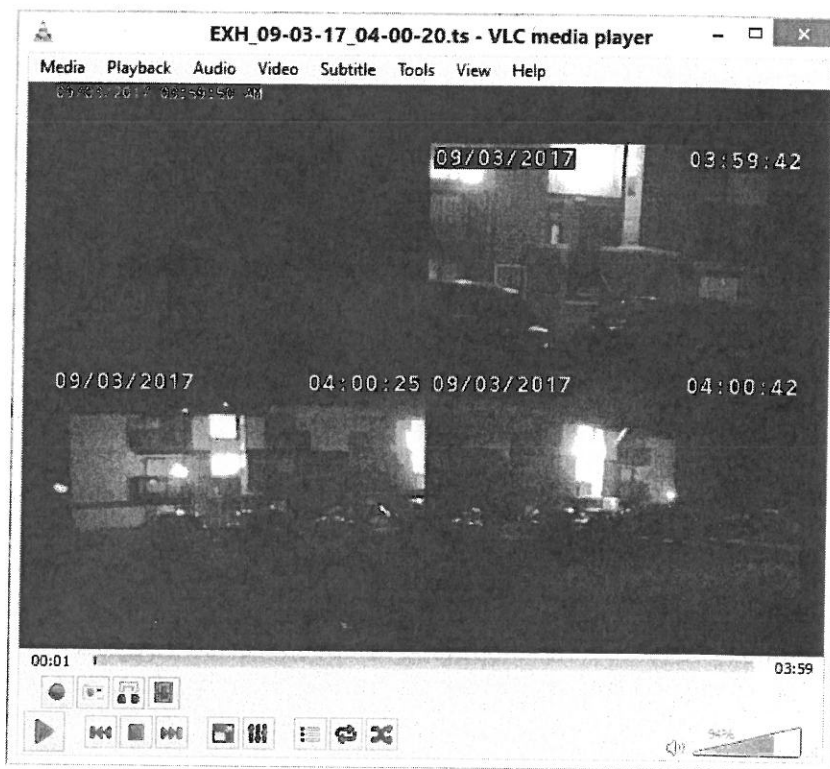 EXH_09-03-17_04-00-20.ts - VLC media player
Media Playback Audio Video Subtitle Tools View Help
AM
09/03/2017 03:59:42
09/03/2017 04:00:25 09/03/2017 04:00:42
00:01 03:59
94%